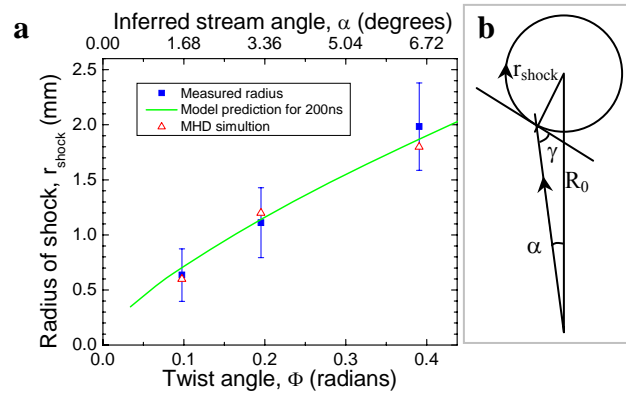 a
Inferred stream angle, α (degrees)
0.00 1.68 3.36 5.04 6.72
Radius of shock, r_shock (mm)
2.5
2.0
1.5
1.0
0.5
0.0
Measured radius
Model prediction for 200ns
MHD simultion
0.0 0.1 0.2 0.3 0.4
Twist angle, Φ (radians)
b
r_shock
γ
R_0
α